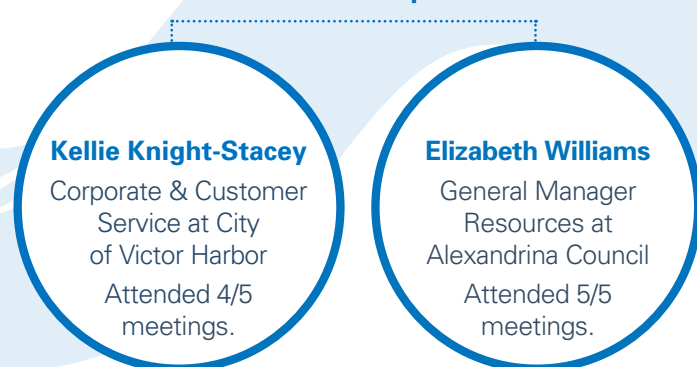 Kellie Knight-Stacey
Corporate & Customer
Service at City
of Victor Harbor
Attended 4/5
meetings.
Elizabeth Williams
General Manager
Resources at
Alexandrina Council
Attended 5/5
meetings.